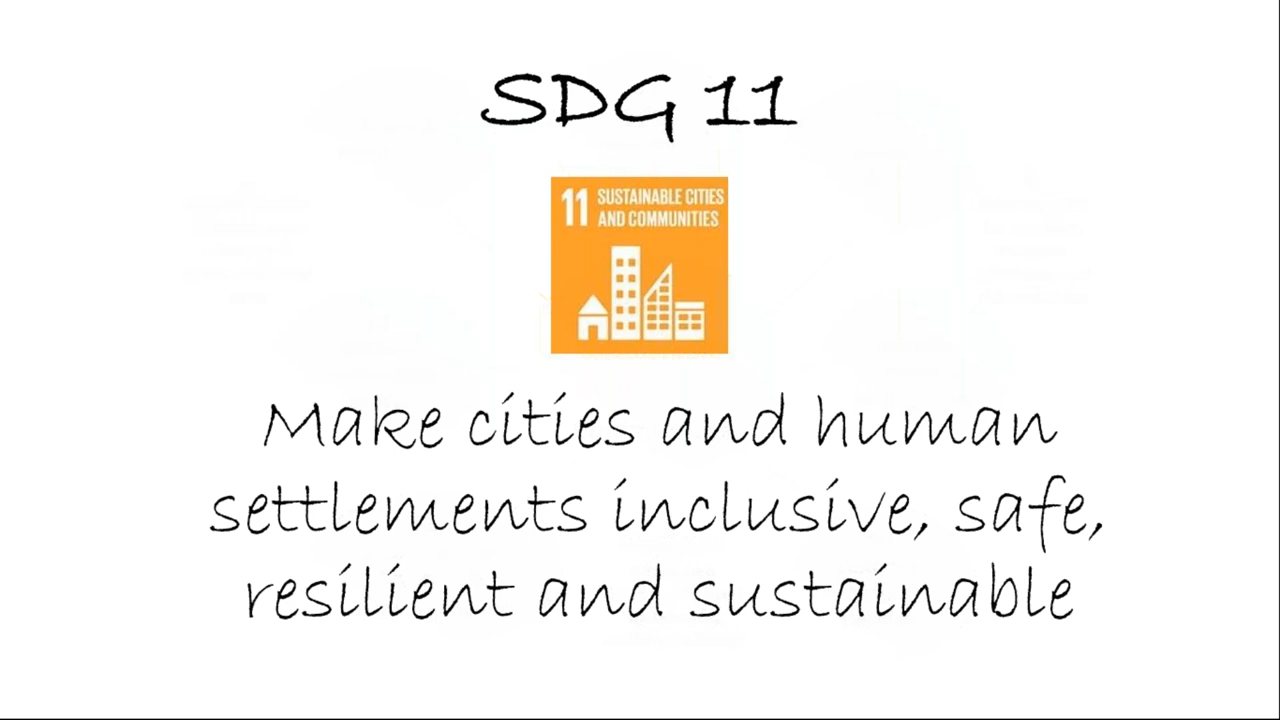 SDG 11
11 SUSTAINABLE CITIES
AND COMMUNITIES
Make cities and human
settlements inclusive, safe,
resilient and sustainable